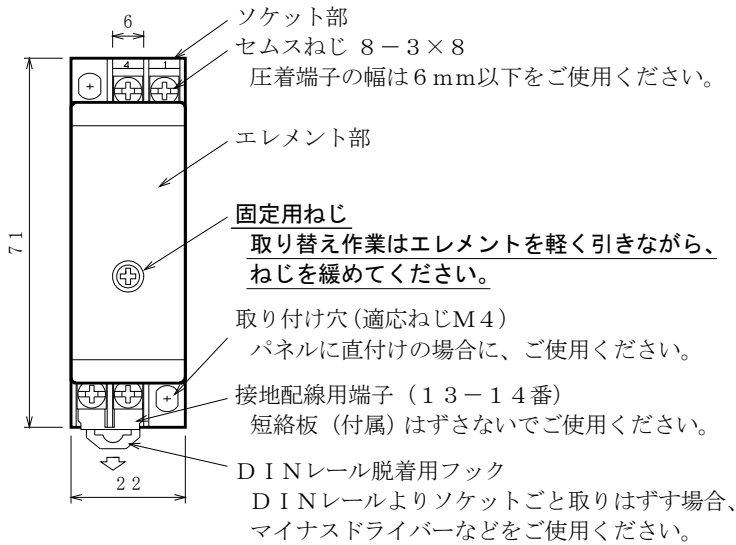 6
ソケット部
セムスねじ 8－3×8
圧着端子の幅は6mm以下をご使用ください。
4 1
エレメント部
71
固定用ねじ
取り替え作業はエレメントを軽く引きながら、
ねじを緩めてください。
取り付け穴(適応ねじM4)
パネルに直付けの場合に、ご使用ください。
接地配線用端子（13－14番）
短絡板（付属）はずさないでご使用ください。
DINレール脱着用フック
22
DINレールよりソケットごと取りはずす場合、
マイナスドライバーなどをご使用ください。